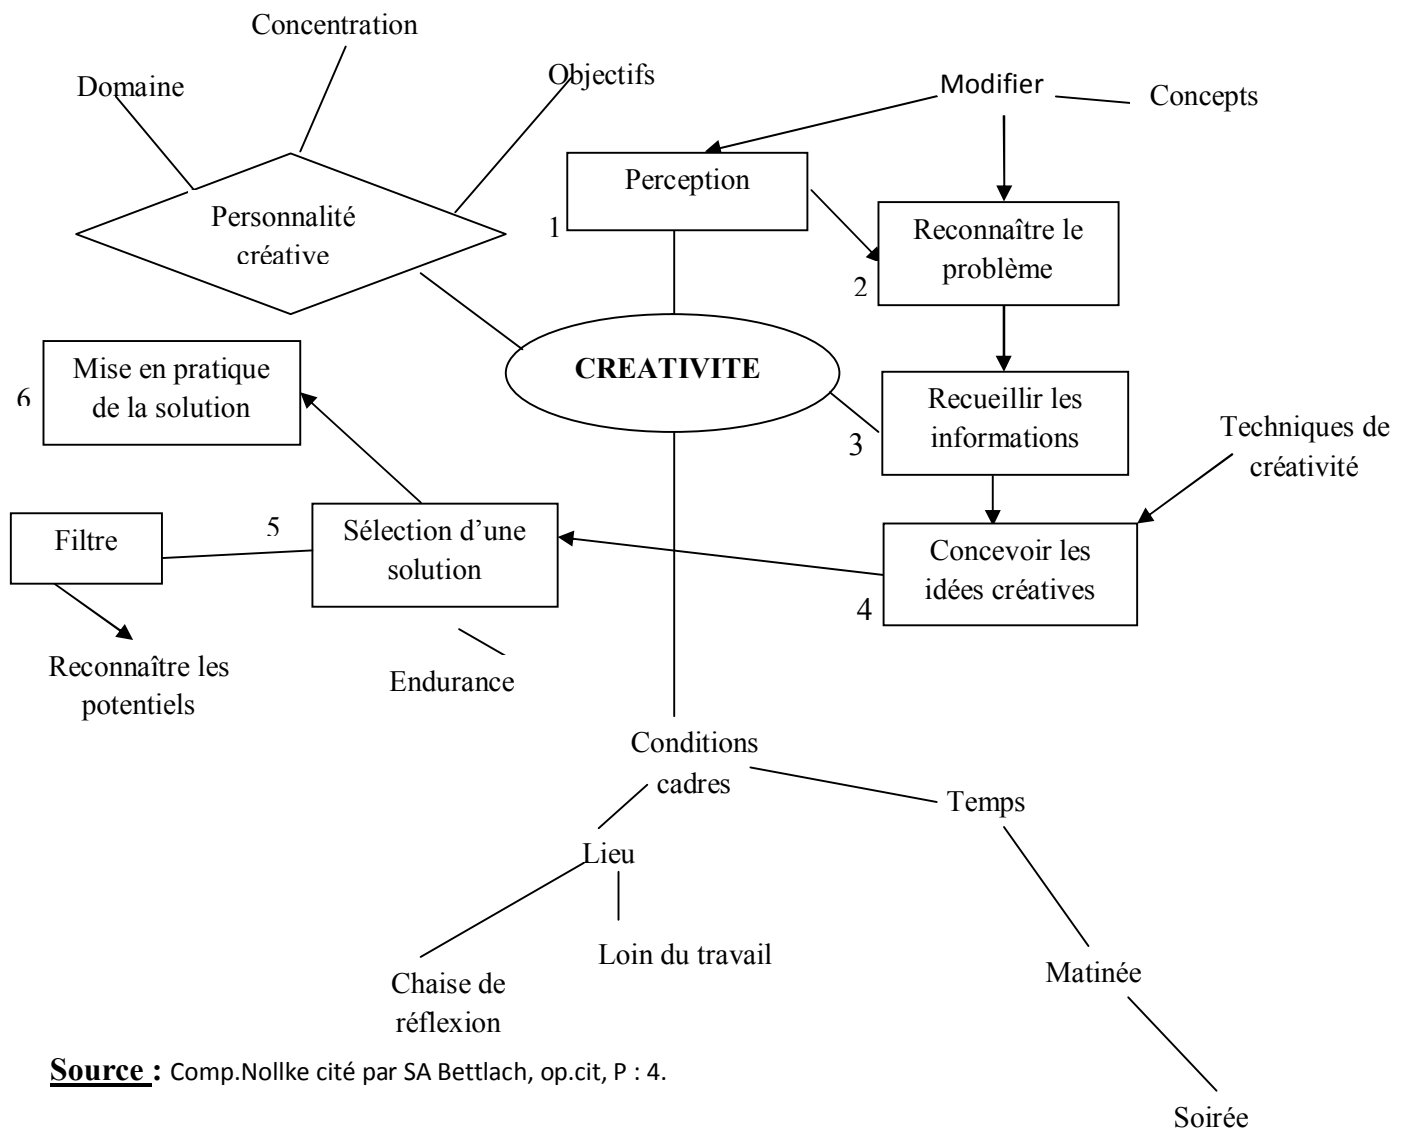 Concentration
Domaine
Objectifs
Modifier
Concepts
Perception
1
Personnalité
créative
Reconnaître le
problème
2
CREATIVITE
Mise en pratique
de la solution
6
Recueillir les
informations
3
Techniques de
créativité
Filtre
5
Sélection d’une
solution
Concevoir les
idées créatives
4
Reconnaître les
potentiels
Endurance
Conditions
cadres
Temps
Lieu
Loin du travail
Chaise de
réflexion
Matinée
Source : Comp.Nollke cité par SA Bettlach, op.cit, P : 4.
Soirée